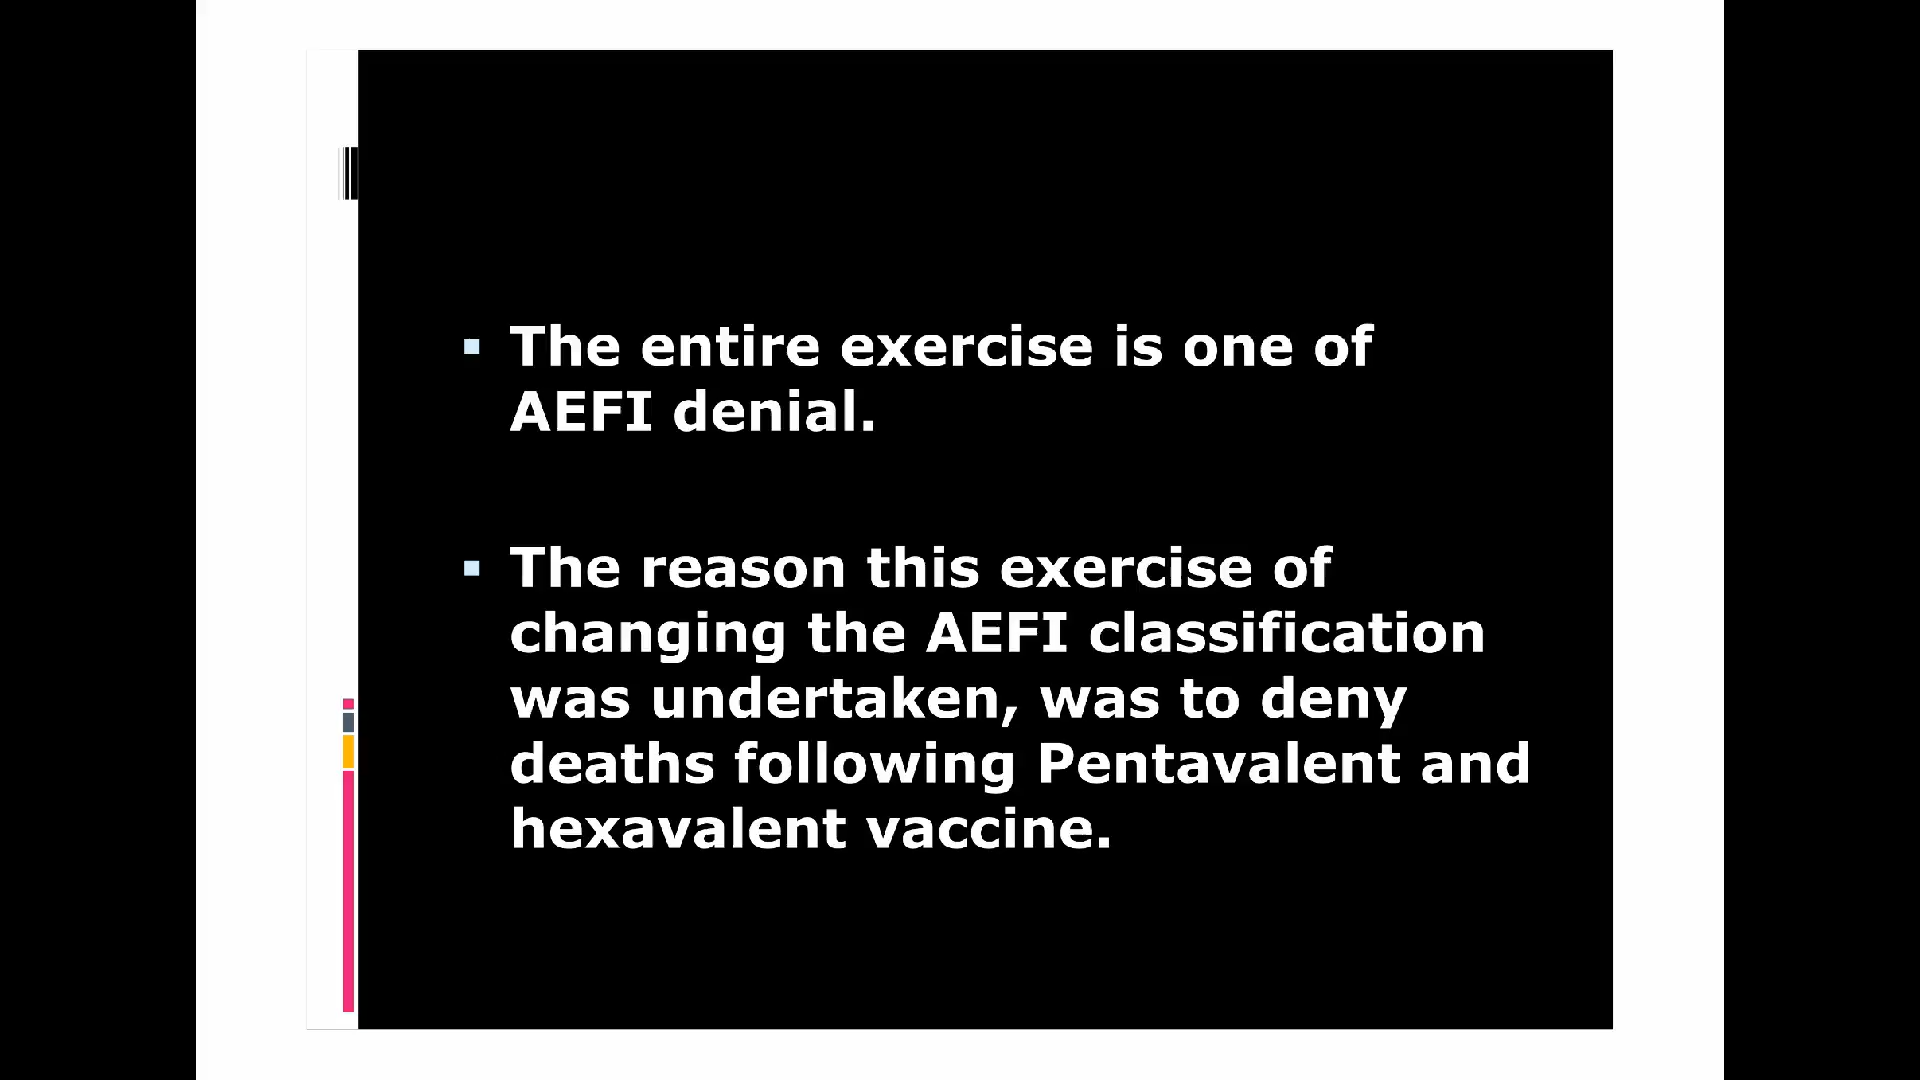 The entire exercise is one of
AEFI denial.
The reason this exercise of
changing the AEFI classification
was undertaken, was to deny
deaths following Pentavalent and
hexavalent vaccine.